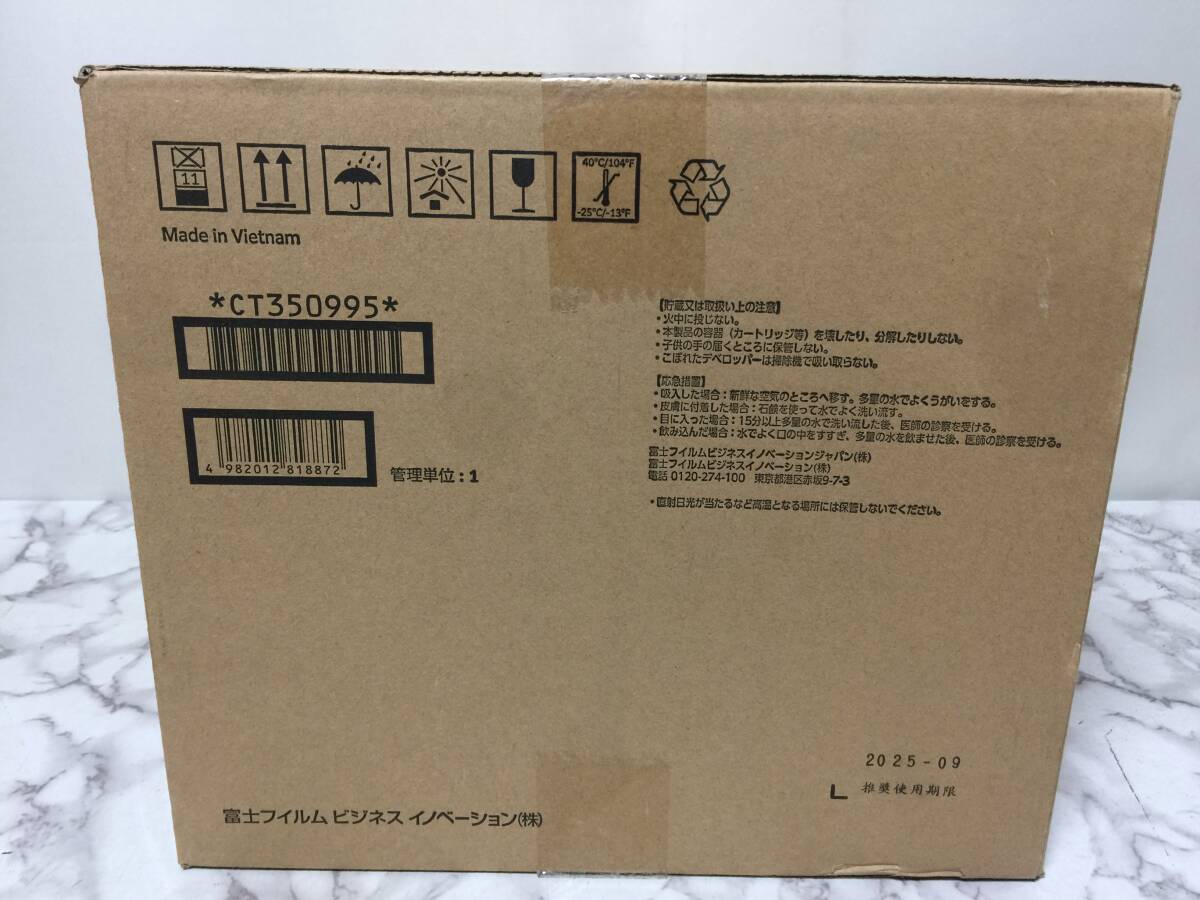 11
40°C/104°F
-25°C/-13°F
Made in Vietnam
*CT350995*
4 982012 818872
管理単位:1
【貯蔵又は取扱い上の注意】
・火中に投じない。
・本製品の容器(カートリッジ等)を壊したり、分解したりしない。
・子供の手の届くところに保管しない。
・こぼれたデベロッパーは掃除機で吸い取らない。
【応急措置】
・吸入した場合:新鮮な空気のところへ移す。多量の水でよくうがいをする。
・皮膚に付着した場合:石鹸を使って水でよく洗い流す。
・目に入った場合:15分以上多量の水で洗い流した後、医師の診察を受ける。
・飲み込んだ場合:水でよく口の中をすすぎ、多量の水を飲ませた後、医師の診察を受ける。
富士フイルムビジネスイノベーションジャパン(株)
富士フイルムビジネスイノベーション(株)
電話 0120-274-100 東京都港区赤坂9-7-3
・直射日光が当たるなど高温となる場所には保管しないでください。
2025-09
推奨使用期限
富士フイルム ビジネス イノベーション(株)